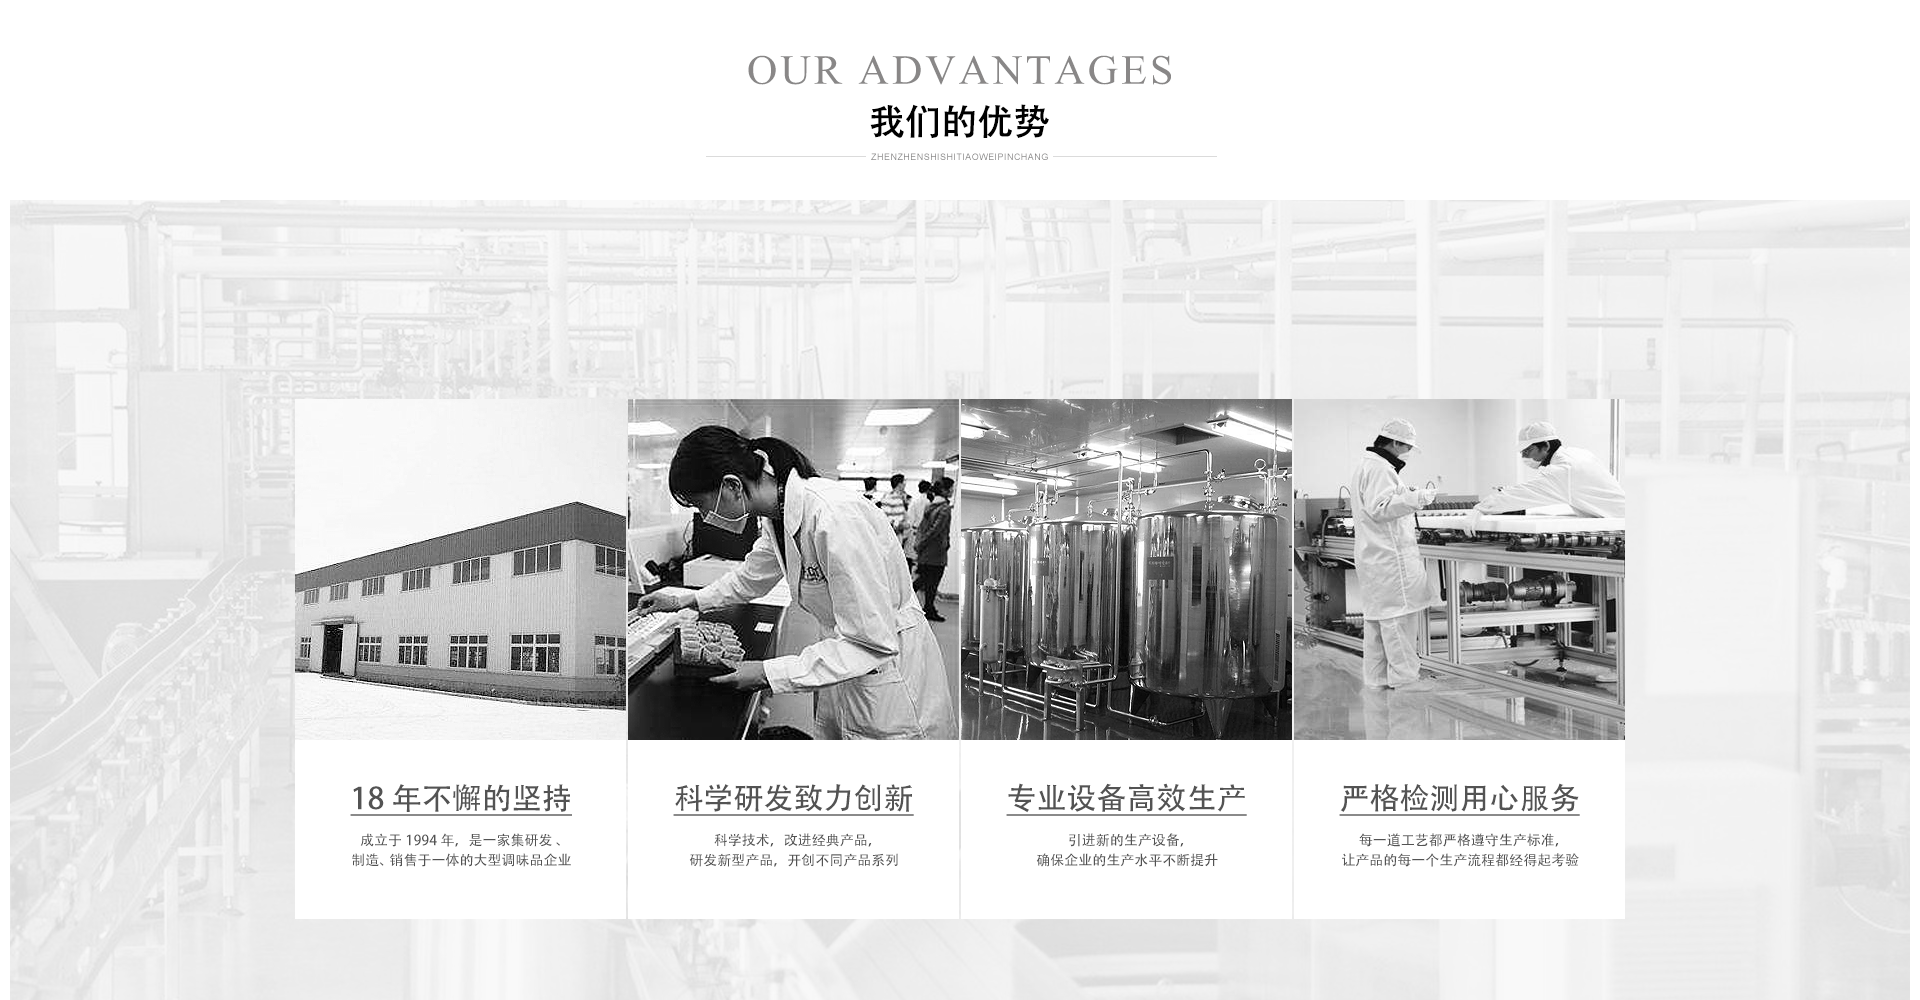 OUR ADVANTAGES
我们的优势
ZHENZHENSHISHITIAOWEIPINCHANG
18 年不懈的坚持
成立于 1994 年，是一家集研发、
制造、销售于一体的大型调味品企业
科学研发致力创新
科学技术，改进经典产品，
研发新型产品，开创不同产品系列
专业设备高效生产
引进新的生产设备，
确保企业的生产水平不断提升
严格检测用心服务
每一道工艺都严格遵守生产标准，
让产品的每一个生产流程都经得起考验